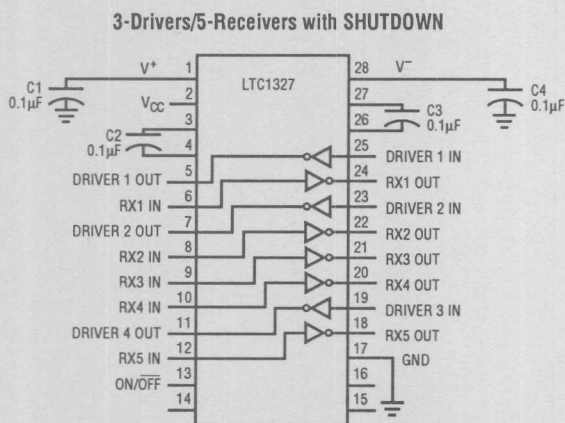 3-Drivers/5-Receivers with SHUTDOWN
LTC1327
C1
0.1µF
V+
1
28
V−
C4
0.1µF
VCC
2
27
C3
0.1µF
C2
0.1µF
3
26
4
25
DRIVER 1 IN
DRIVER 1 OUT
5
24
RX1 OUT
RX1 IN
6
23
DRIVER 2 IN
DRIVER 2 OUT
7
22
RX2 OUT
RX2 IN
8
21
RX3 OUT
RX3 IN
9
20
RX4 OUT
RX4 IN
10
19
DRIVER 3 IN
DRIVER 4 OUT
11
18
RX5 OUT
RX5 IN
12
17
GND
ON/OFF
13
16
14
15